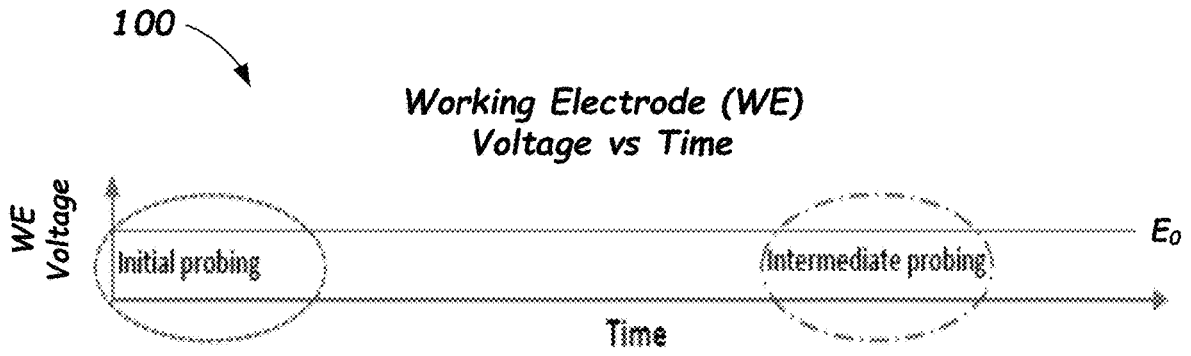 100
Working Electrode (WE)
Voltage vs Time
WE
Voltage
E0
Initial probing
Intermediate probing
Time